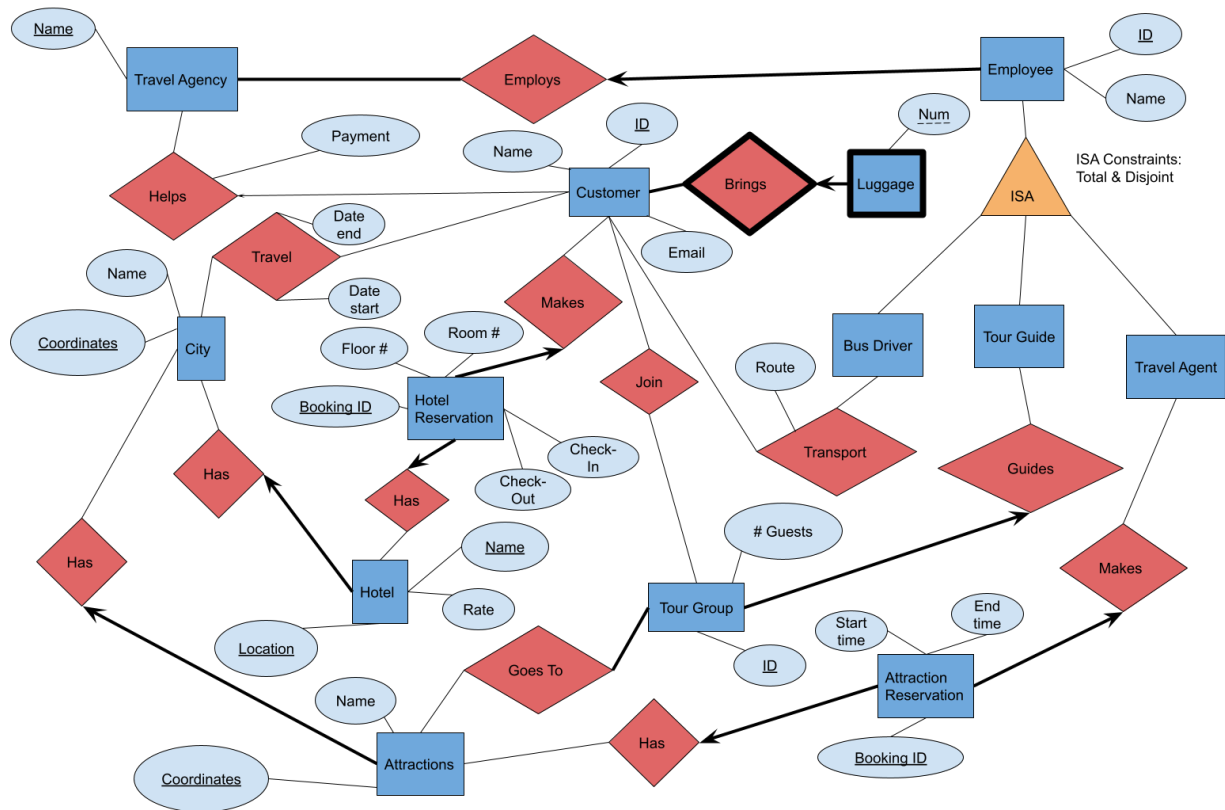 Name
Travel Agency
Employs
Employee
ID
Name
Payment
ID
Name
Num
Customer
Brings
Luggage
ISA Constraints:
Total & Disjoint
Helps
ISA
Date
end
Email
Travel
Name
Date
start
Makes
Coordinates
City
Room #
Floor #
Bus Driver
Tour Guide
Travel Agent
Route
Join
Booking ID
Hotel
Reservation
Check-
In
Transport
Guides
Has
Check-
Out
Has
# Guests
Name
Has
Makes
Hotel
Rate
Tour Group
End
time
Start
time
Location
ID
Goes To
Attraction
Reservation
Name
Has
Booking ID
Attractions
Coordinates